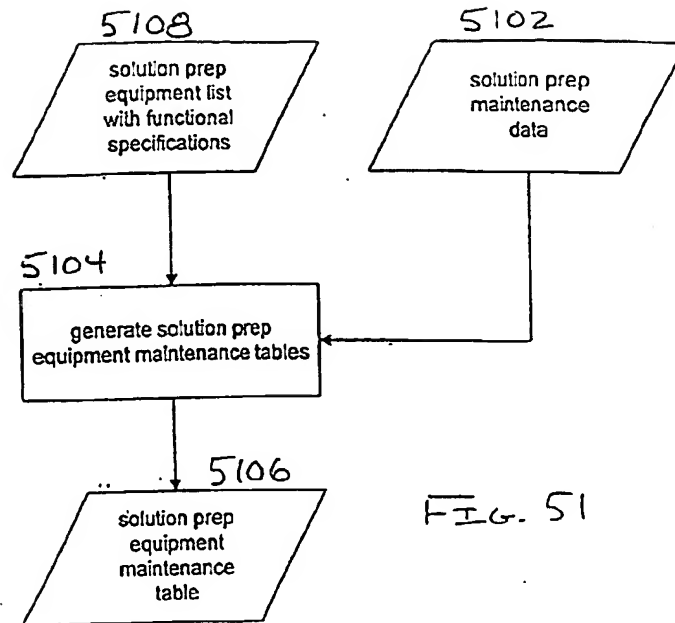 5108
solution prep
equipment list
with functional
specifications
5102
solution prep
maintenance
data
5104
generate solution prep
equipment maintenance tables
5106
solution prep
equipment
maintenance
table
FIG. 51